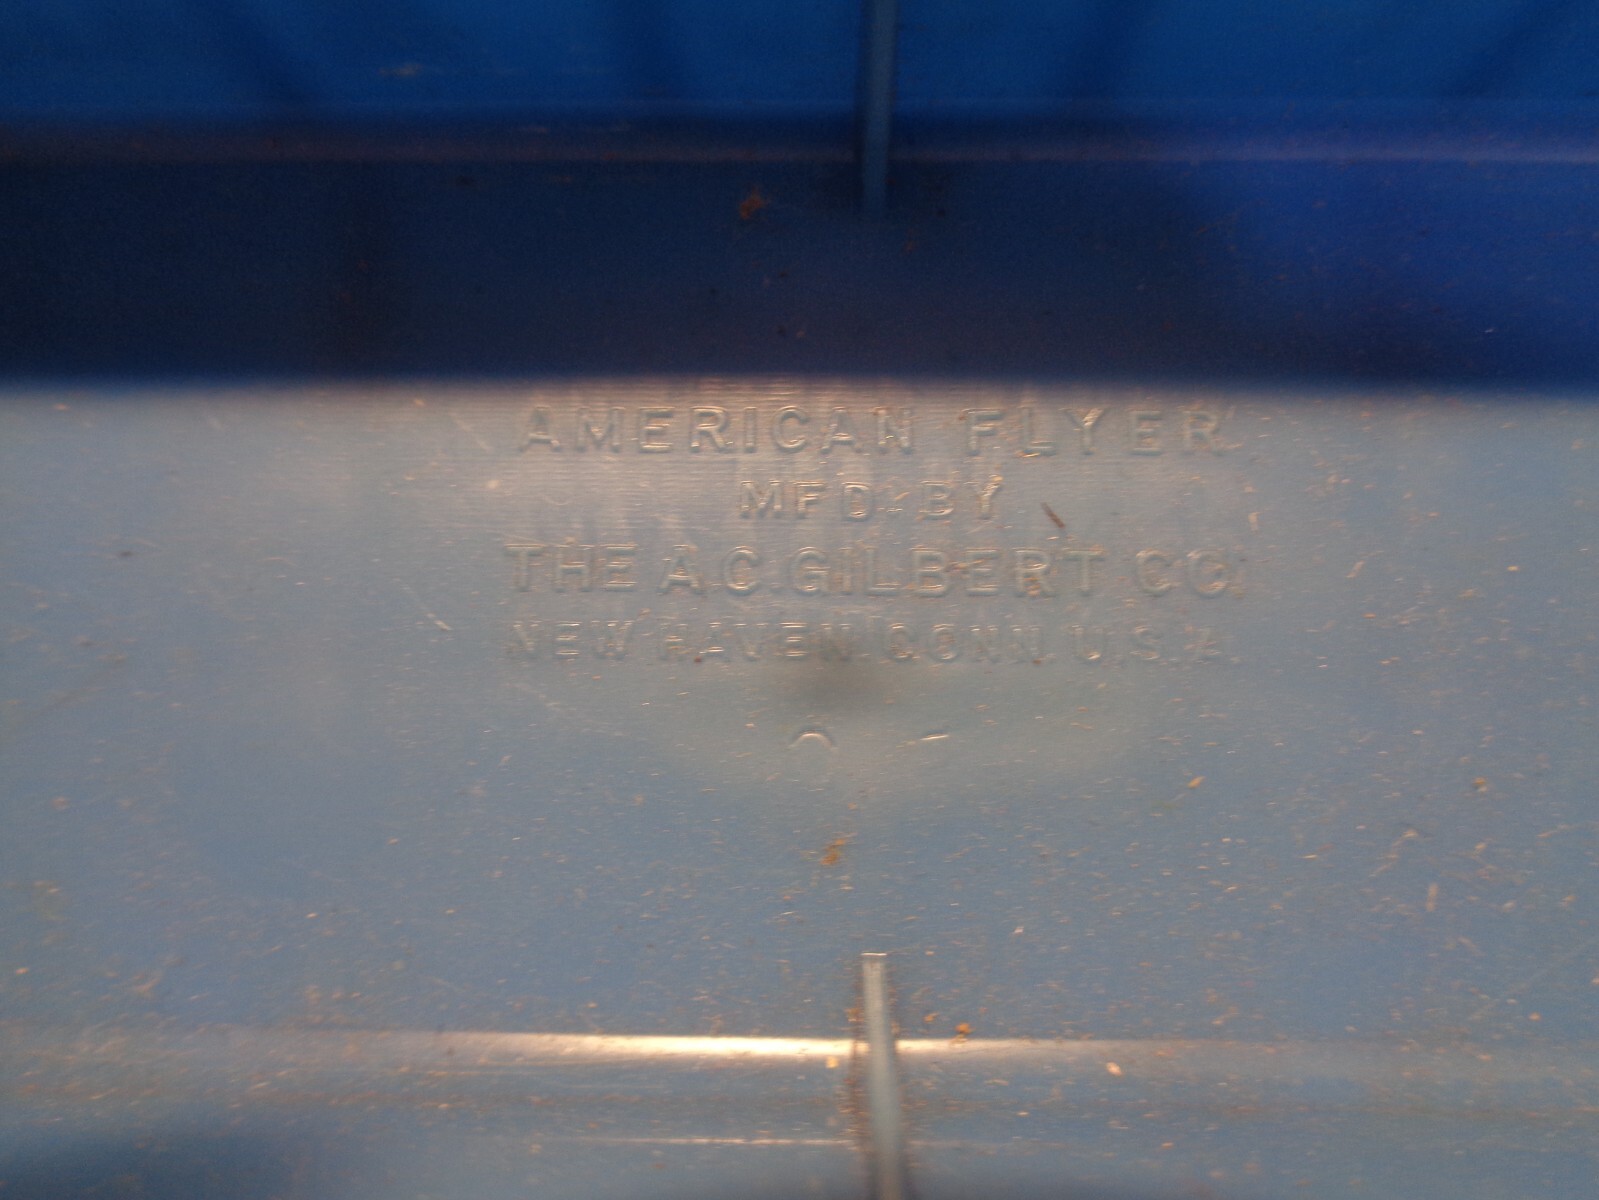 AMERICAN FLYER
MFD. BY
THE A.C. GILBERT CO.
NEW HAVEN CONN. U.S.A.